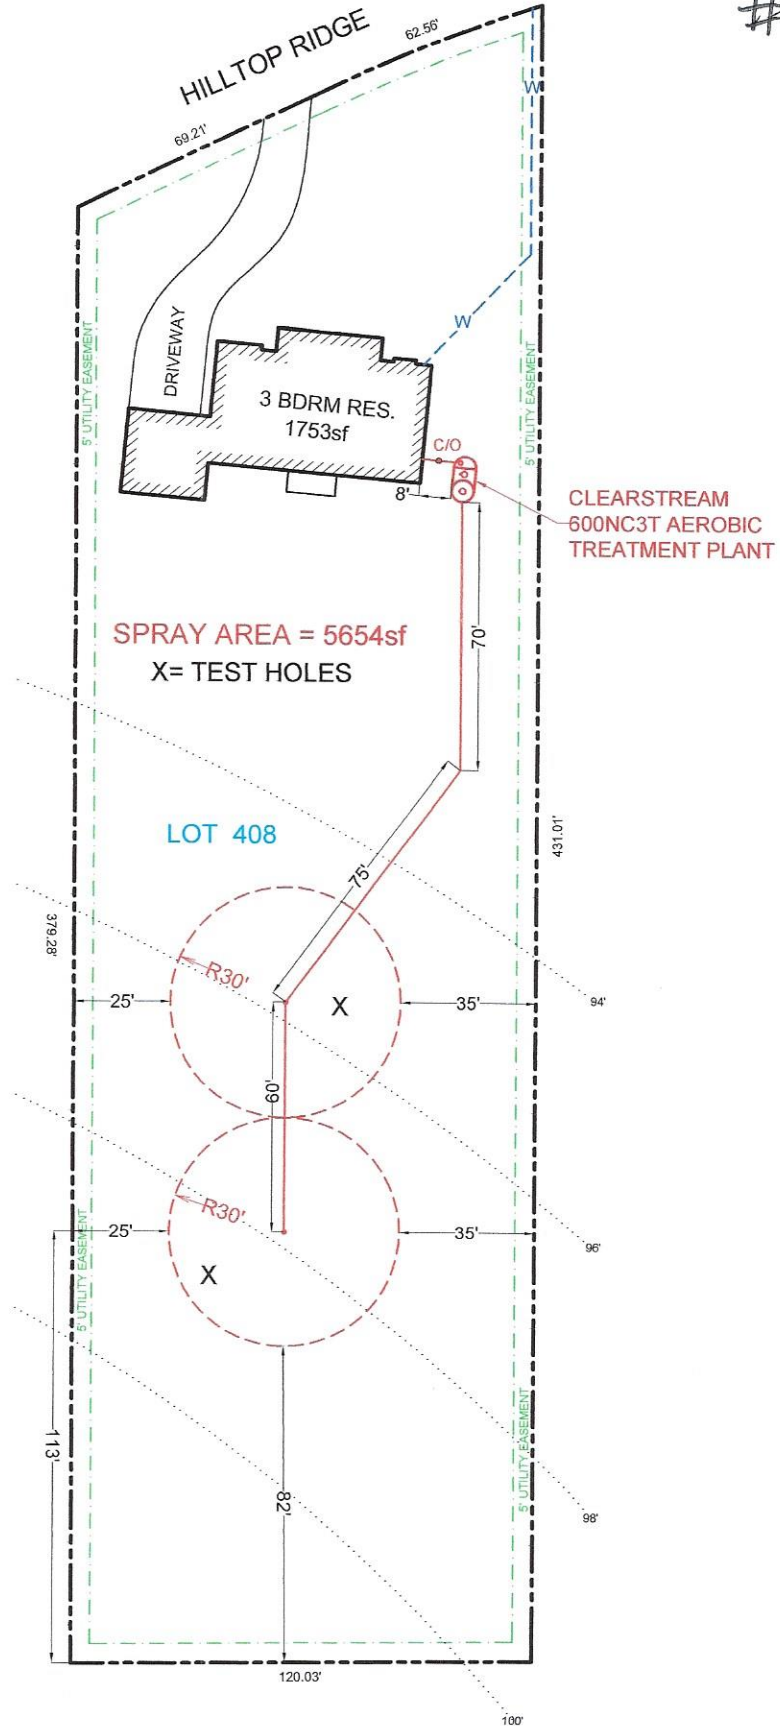 #
HILLTOP RIDGE
62.56'
69.21'
W
W
DRIVEWAY
5' UTILITY EASEMENT
5' UTILITY EASEMENT
3 BDRM RES.
1753sf
C/O
8'
CLEARSTREAM
600NC3T AEROBIC
TREATMENT PLANT
SPRAY AREA = 5654sf
X= TEST HOLES
70'
LOT 408
431.01'
75'
379.28'
R30'
25'
X
35'
94'
60'
R30'
25'
35'
96'
X
5' UTILITY EASEMENT
113'
82'
5' UTILITY EASEMENT
98'
120.03'
100'